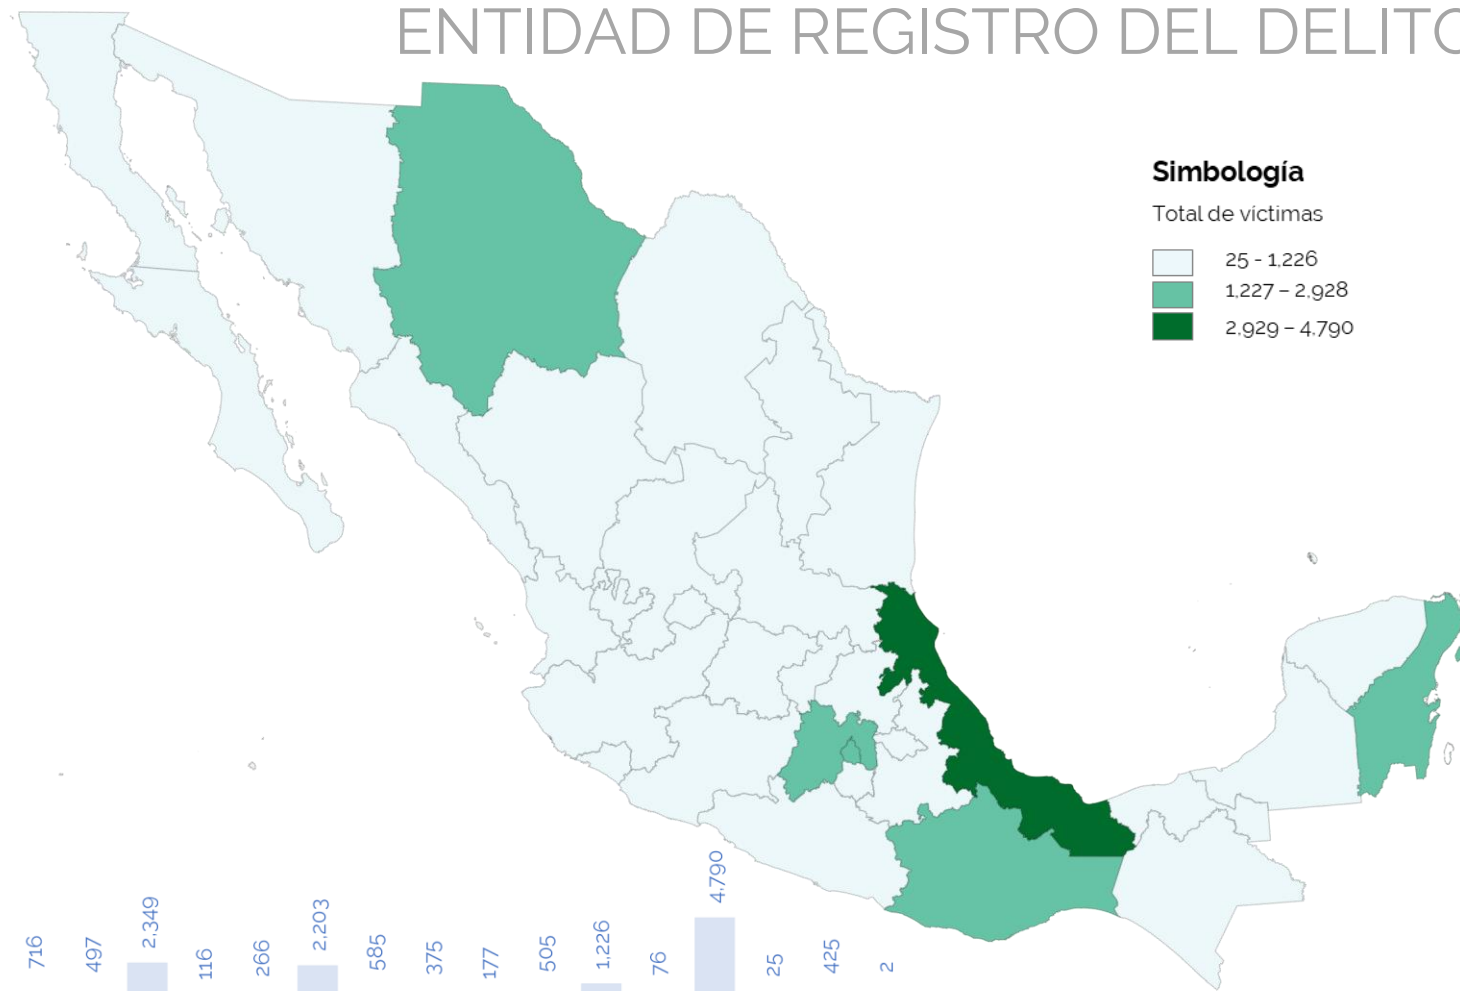 ENTIDAD DE REGISTRO DEL DELITO
Simbología
Total de víctimas
25 - 1,226
1,227 – 2,928
2,929 – 4,790
716
497
2,349
116
266
2,203
585
375
177
505
1,226
76
4,790
25
425
2